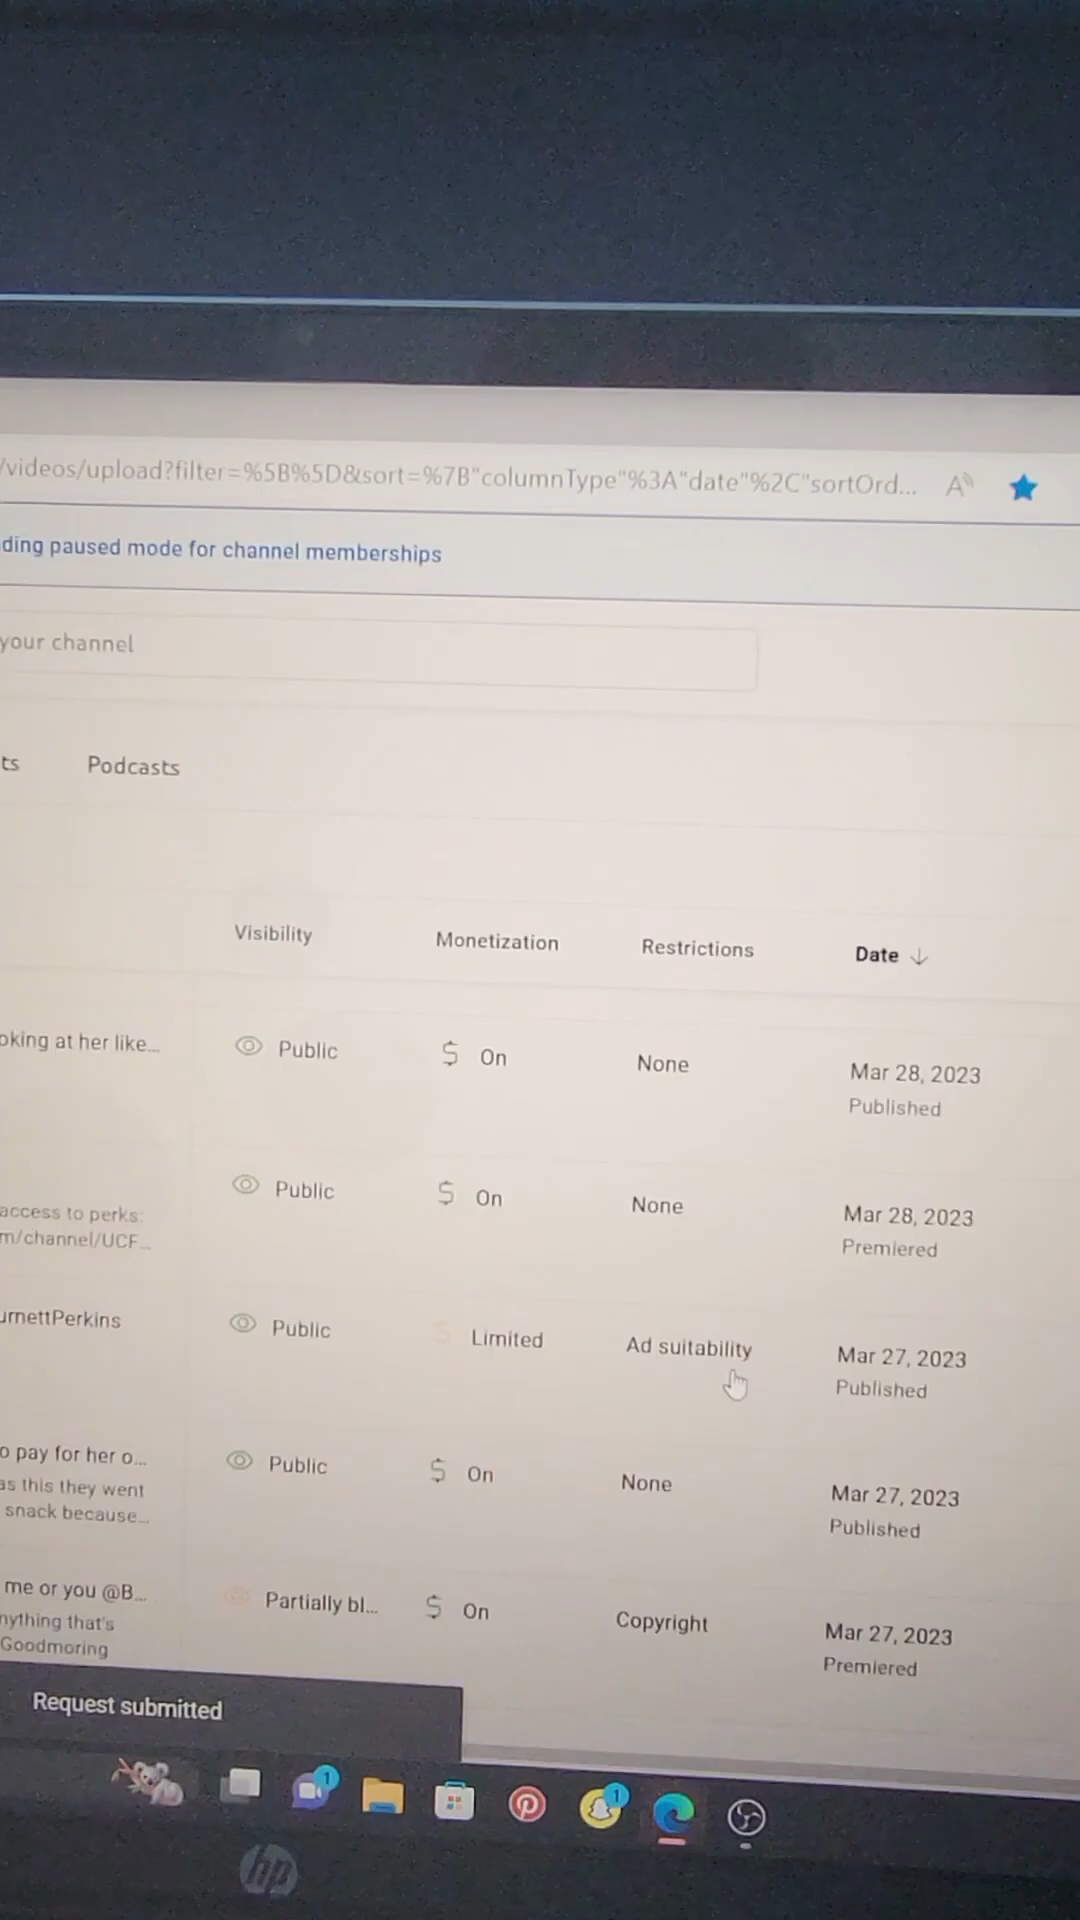 /videos/upload?filter=%5B%5D&sort=%7B"columnType"%3A"date"%2C"sortOrd...
ding paused mode for channel memberships
your channel
ts Podcasts
Visibility Monetization Restrictions Date ↓
oking at her like... Public $ On None Mar 28, 2023
Published
Public $ On None Mar 28, 2023
access to perks:
m/channel/UCF... Premiered
urnettPerkins Public $ Limited Ad suitability Mar 27, 2023
Published
o pay for her o... Public $ On None Mar 27, 2023
as this they went Published
snack because...
me or you @B... Partially bl... $ On Copyright Mar 27, 2023
nything that's Premiered
Goodmoring
Request submitted
1 1
hp